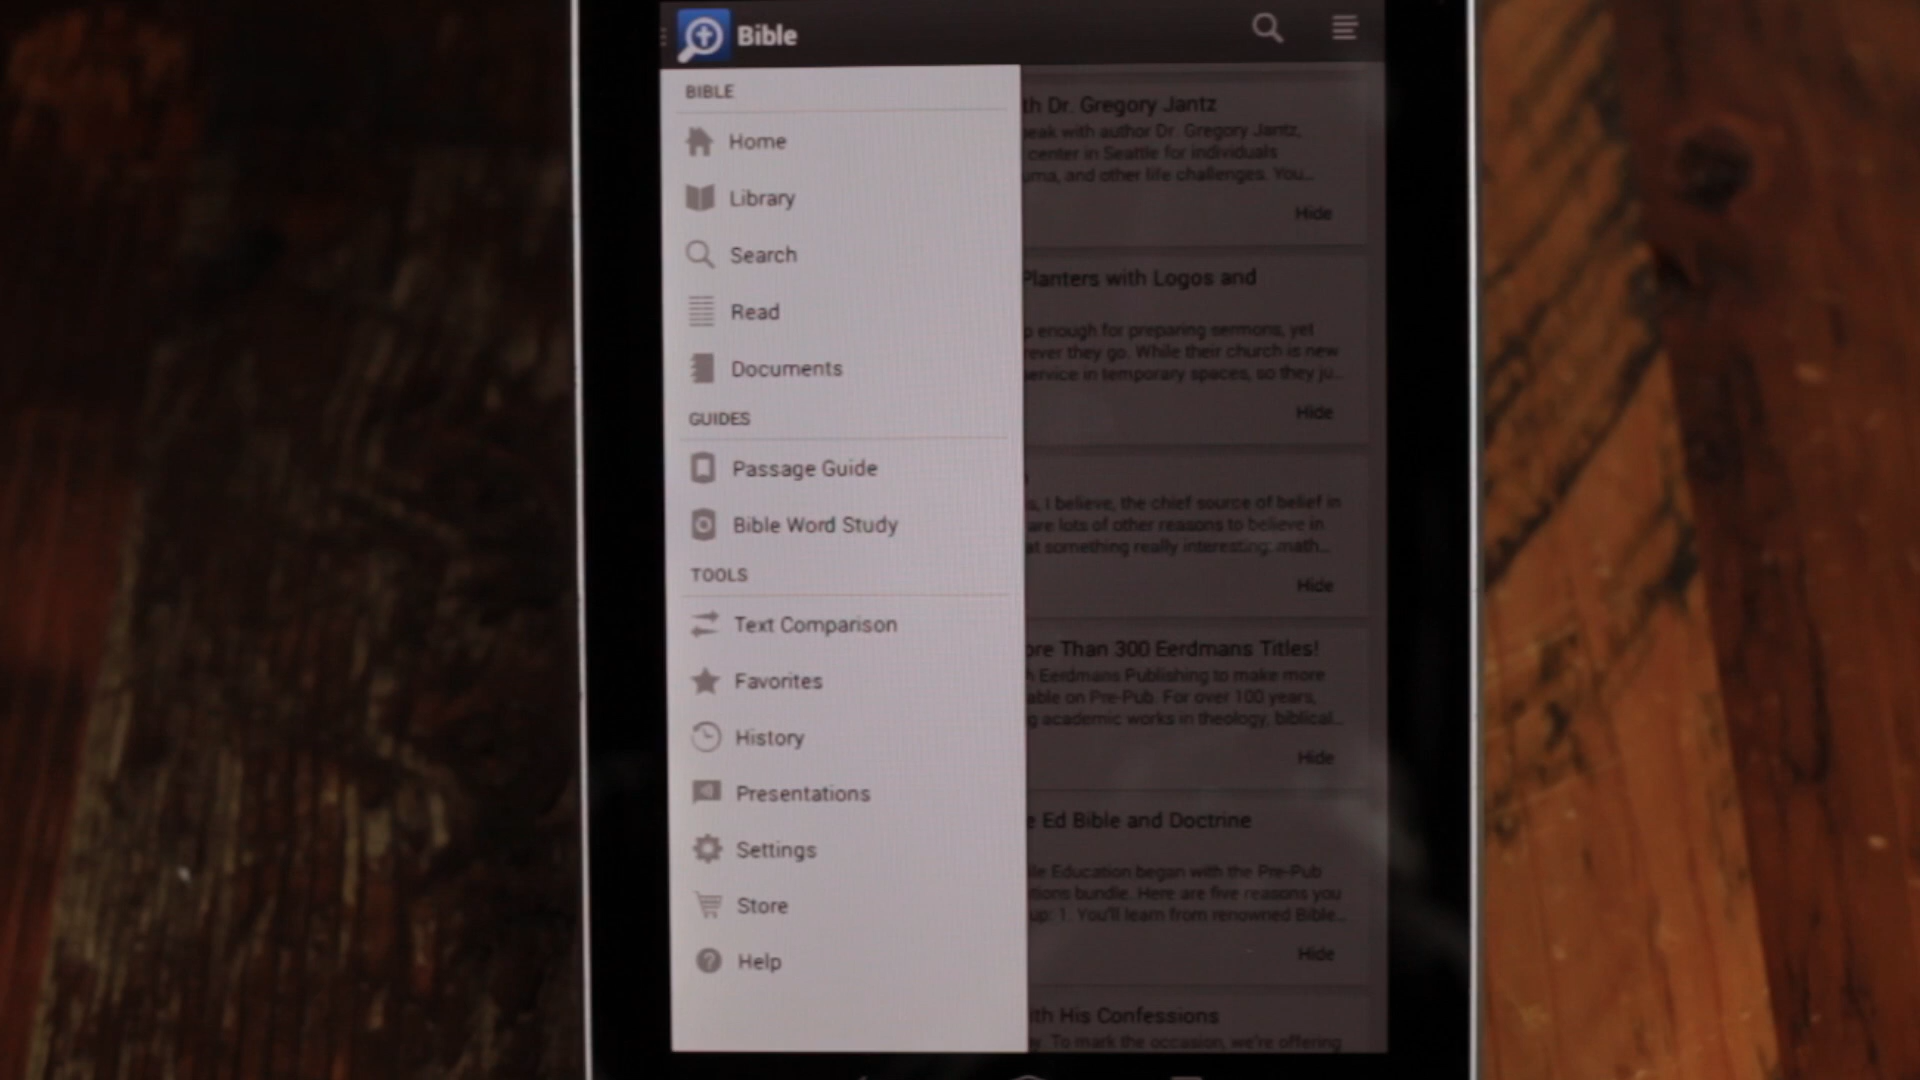 Bible
BIBLE
Home
Library
Search
Read
Documents
GUIDES
Passage Guide
Bible Word Study
TOOLS
Text Comparison
Favorites
History
Presentations
Settings
Store
Help
th Dr. Gregory Jantz
eak with author Dr. Gregory Jantz,
center in Seattle for individuals
uma, and other life challenges. You...
Hide
Planters with Logos and
p enough for preparing sermons, yet
rever they go. While their church is new
service in temporary spaces, so they ju...
Hide
s, I believe, the chief source of belief in
are lots of other reasons to believe in
at something really interesting: math...
Hide
ore Than 300 Eerdmans Titles!
h Eerdmans Publishing to make more
able on Pre-Pub. For over 100 years,
g academic works in theology, biblical...
Hide
e Ed Bible and Doctrine
le Education began with the Pre-Pub
tions bundle. Here are five reasons you
up: 1. You'll learn from renowned Bible...
Hide
ith His Confessions
y. To mark the occasion, we're offering